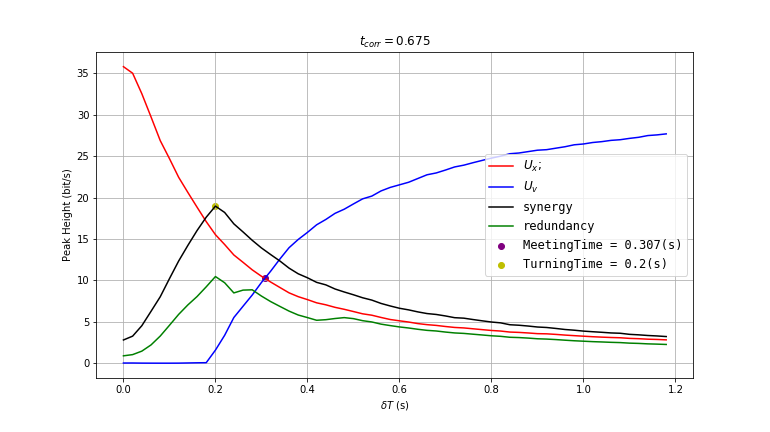 t_corr = 0.675
Peak Height (bit/s)
35
30
25
20
15
10
5
0
U_x;
U_v
synergy
redundancy
MeetingTime = 0.307(s)
TurningTime = 0.2(s)
0.0 0.2 0.4 0.6 0.8 1.0 1.2
δT (s)